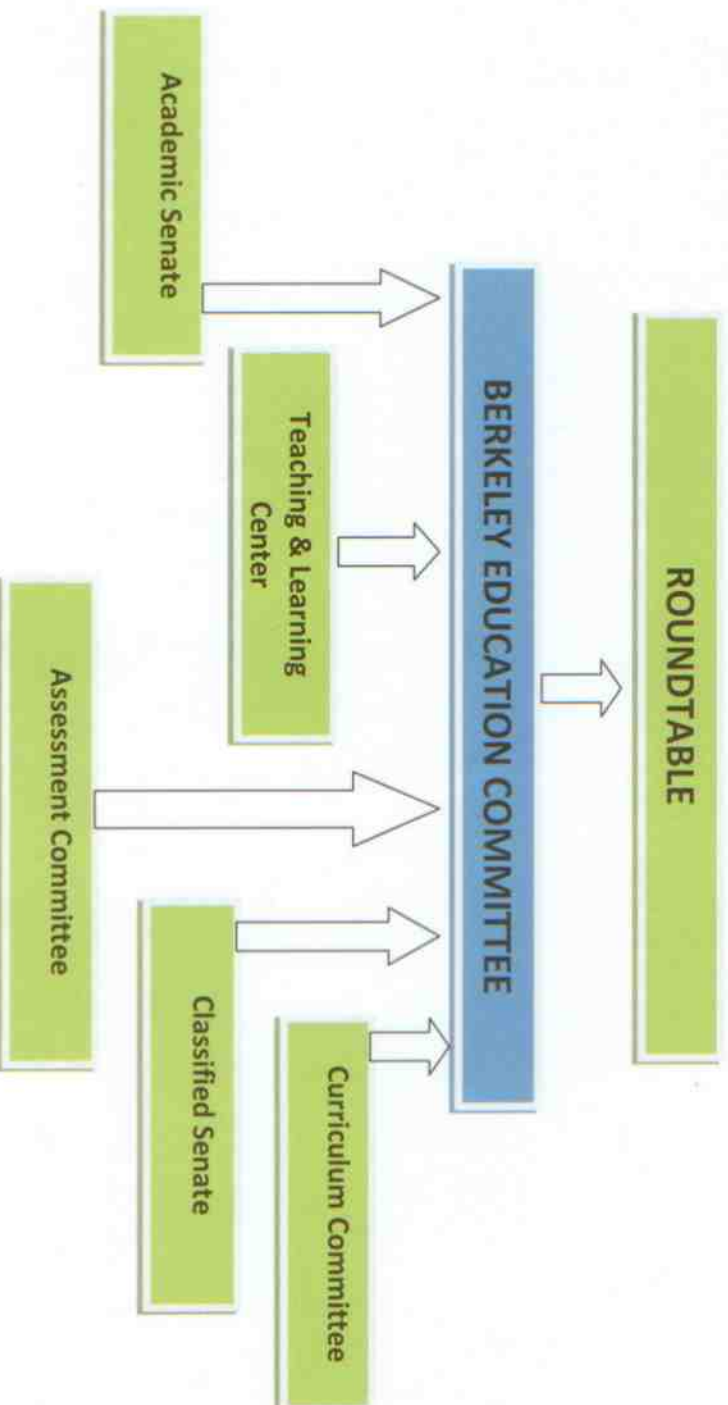 ROUNDTABLE
BERKELEY EDUCATION COMMITTEE
Academic Senate
Teaching & Learning
Center
Assessment Committee
Classified Senate
Curriculum Committee